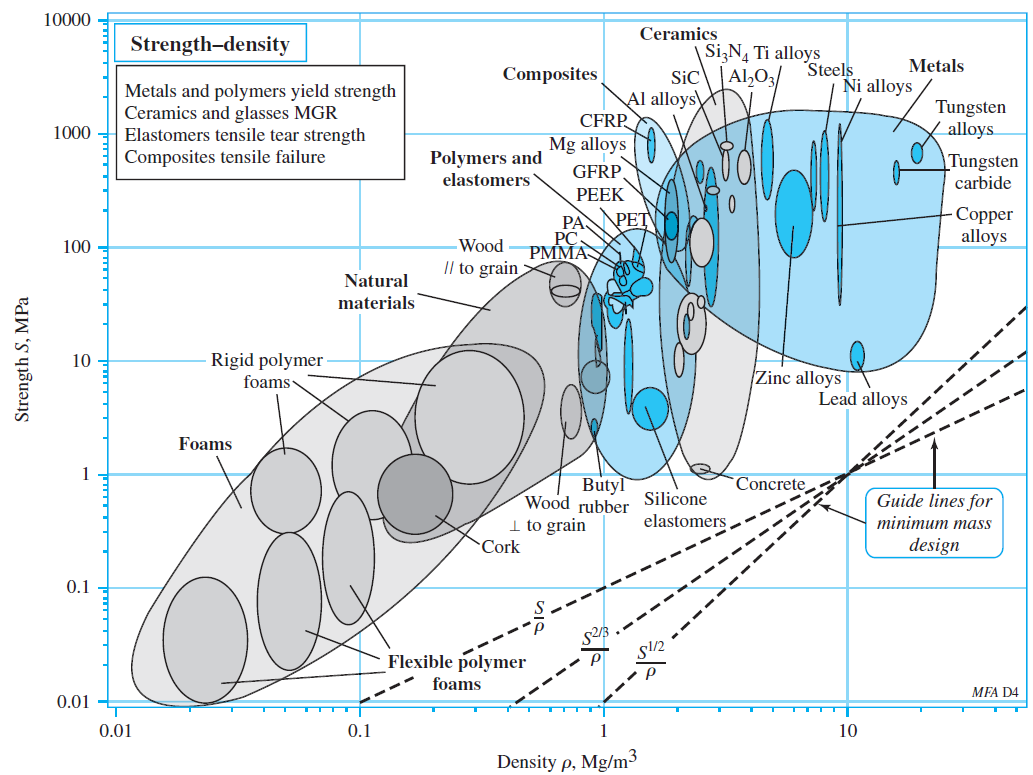 10000
1000
100
10
1
0.1
0.01
Strength S, MPa
Strength–density
Metals and polymers yield strength
Ceramics and glasses MGR
Elastomers tensile tear strength
Composites tensile failure
Ceramics
Si3N4
Ti alloys
Steels
Metals
Composites
SiC
Al2O3
Ni alloys
Al alloys
Tungsten
alloys
CFRP
Mg alloys
Polymers and
elastomers
GFRP
Tungsten
carbide
PEEK
PA
PET
Copper
alloys
PC
PMMA
Wood
// to grain
Natural
materials
Rigid polymer
foams
Zinc alloys
Lead alloys
Foams
Butyl
rubber
Silicone
elastomers
Concrete
Wood
⊥ to grain
Cork
Guide lines for
minimum mass
design
S
ρ
S2/3
ρ
S1/2
ρ
Flexible polymer
foams
MFA D4
0.01
0.1
1
10
Density ρ, Mg/m3